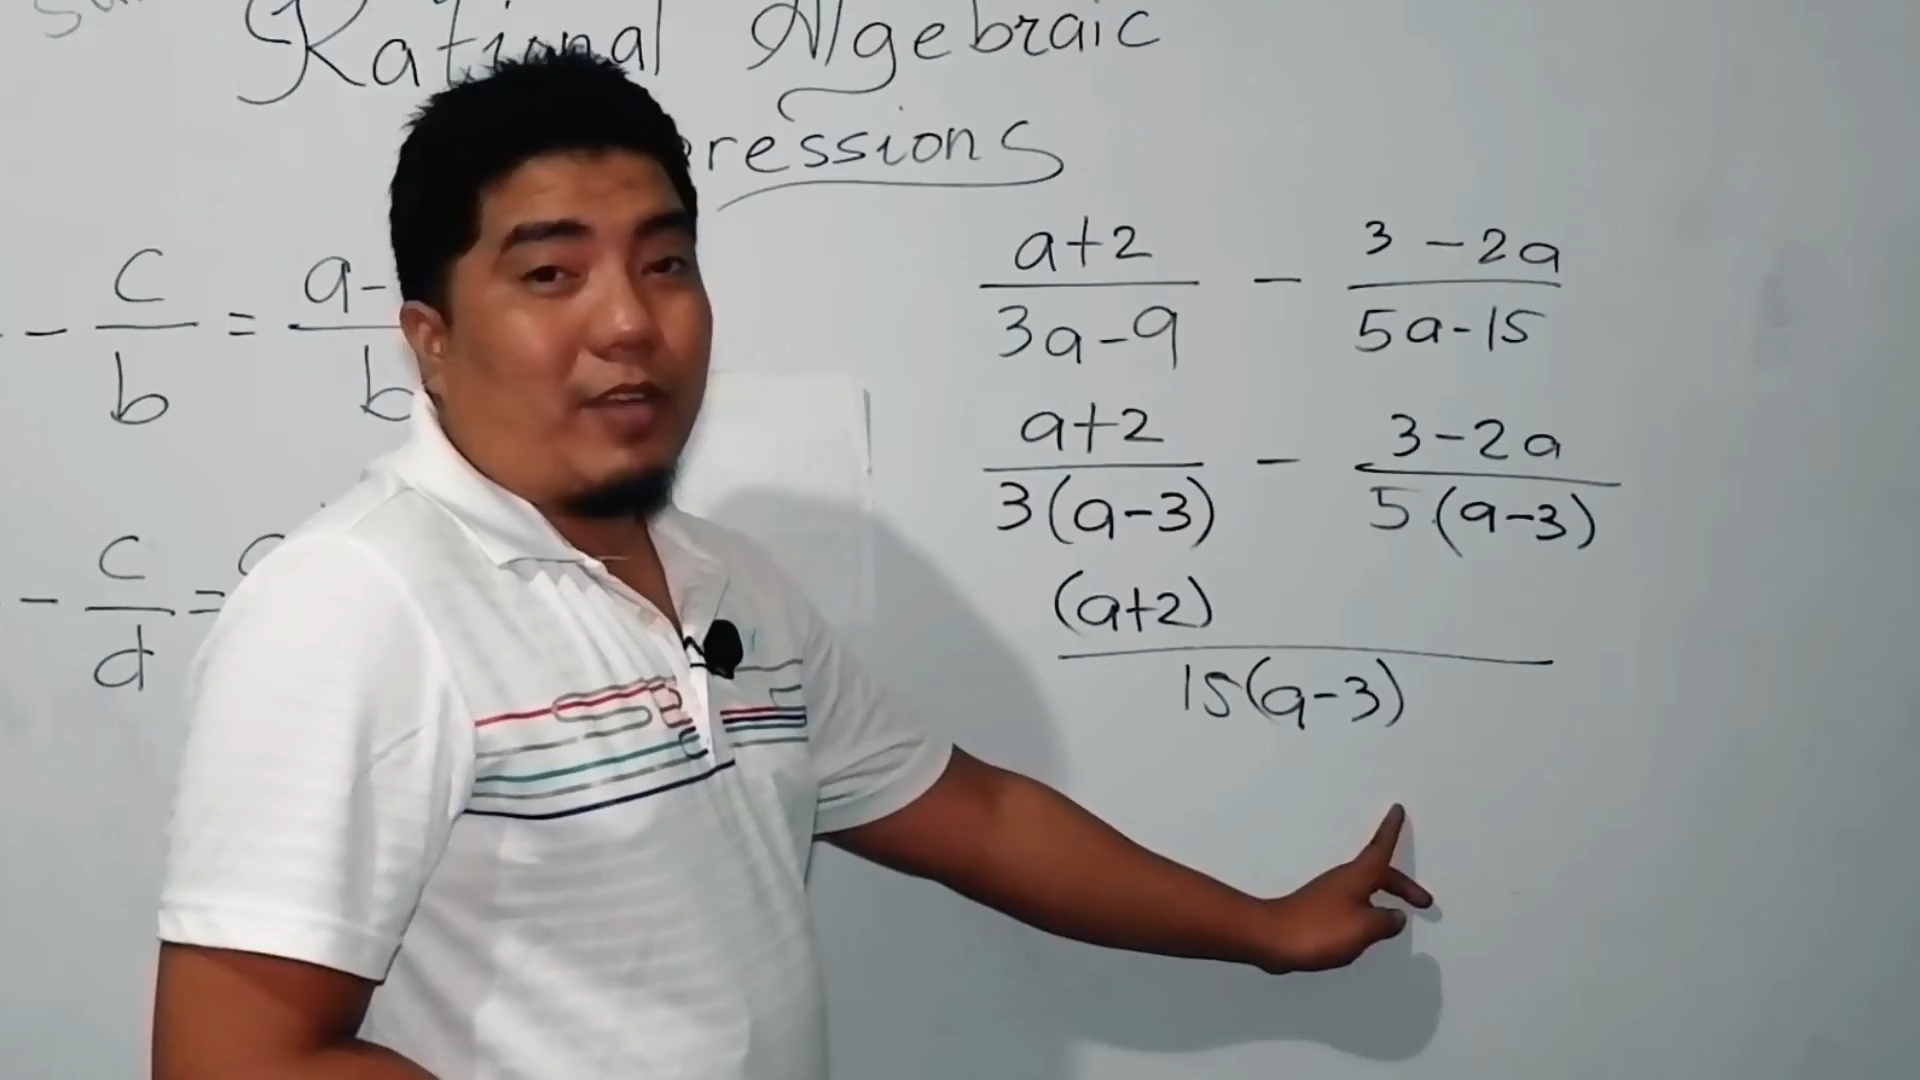 Rational Algebraic
ressions
- c/b = a-/b
- c/d =
a+2/3a-9 - 3-2a/5a-15
a+2/3(a-3) - 3-2a/5(a-3)
(a+2)/15(a-3)